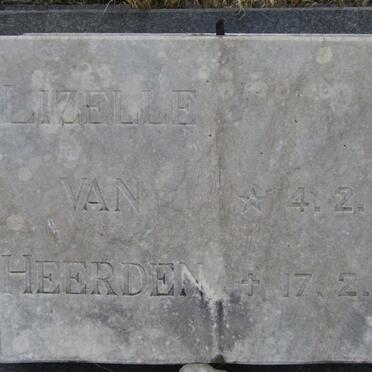 LIZELLE
VAN ☆ 4.2.
HEERDEN + 17.2.